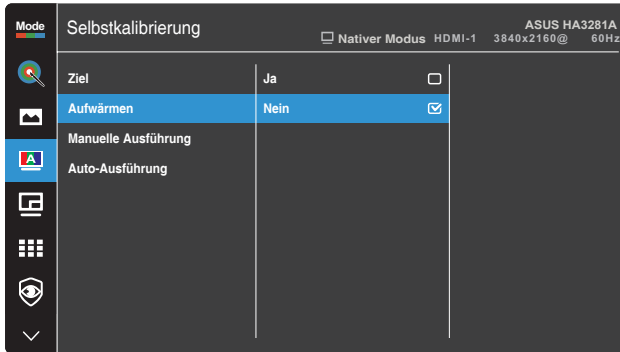 Mode
Selbstkalibrierung
Nativer Modus HDMI-1
ASUS HA3281A
3840x2160@ 60Hz
Ziel
Ja
Aufwärmen
Nein
Manuelle Ausführung
Auto-Ausführung
A